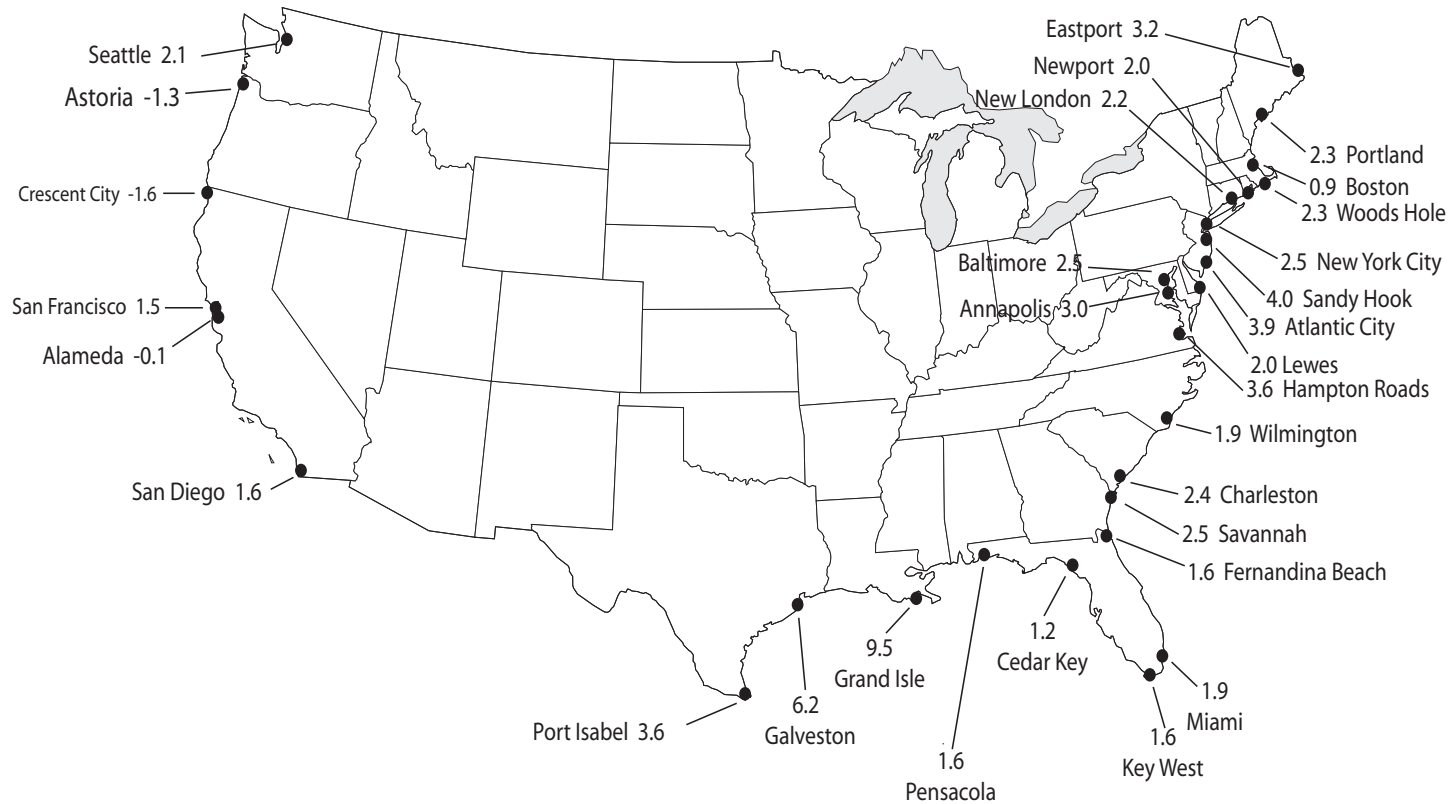 Seattle 2.1
Astoria -1.3
Crescent City -1.6
San Francisco 1.5
Alameda -0.1
San Diego 1.6
Eastport 3.2
Newport 2.0
New London 2.2
2.3 Portland
0.9 Boston
2.3 Woods Hole
2.5 New York City
4.0 Sandy Hook
3.9 Atlantic City
Baltimore 2.5
Annapolis 3.0
2.0 Lewes
3.6 Hampton Roads
1.9 Wilmington
2.4 Charleston
2.5 Savannah
1.6 Fernandina Beach
1.9
Miami
1.6
Key West
1.2
Cedar Key
1.6
Pensacola
9.5
Grand Isle
6.2
Galveston
Port Isabel 3.6